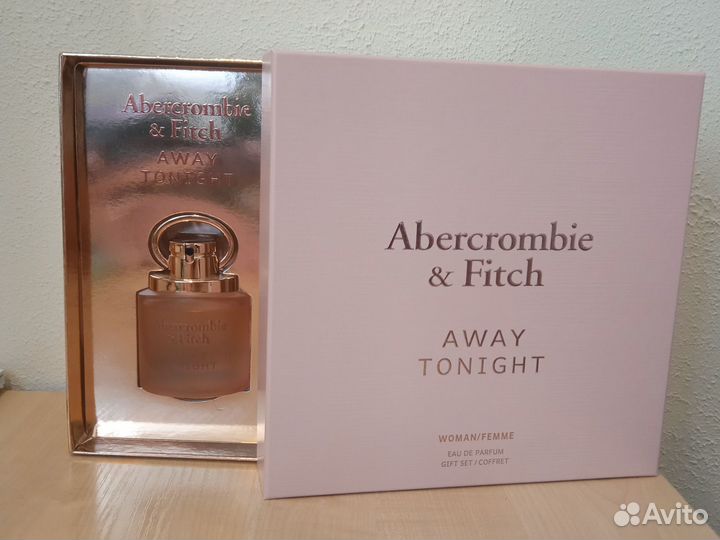 Abercrombie
& Fitch
AWAY
TONIGHT
Abercrombie
& Fitch
Abercrombie
& Fitch
AWAY
TONIGHT
WOMAN/FEMME
EAU DE PARFUM
GIFT SET / COFFRET
Avito